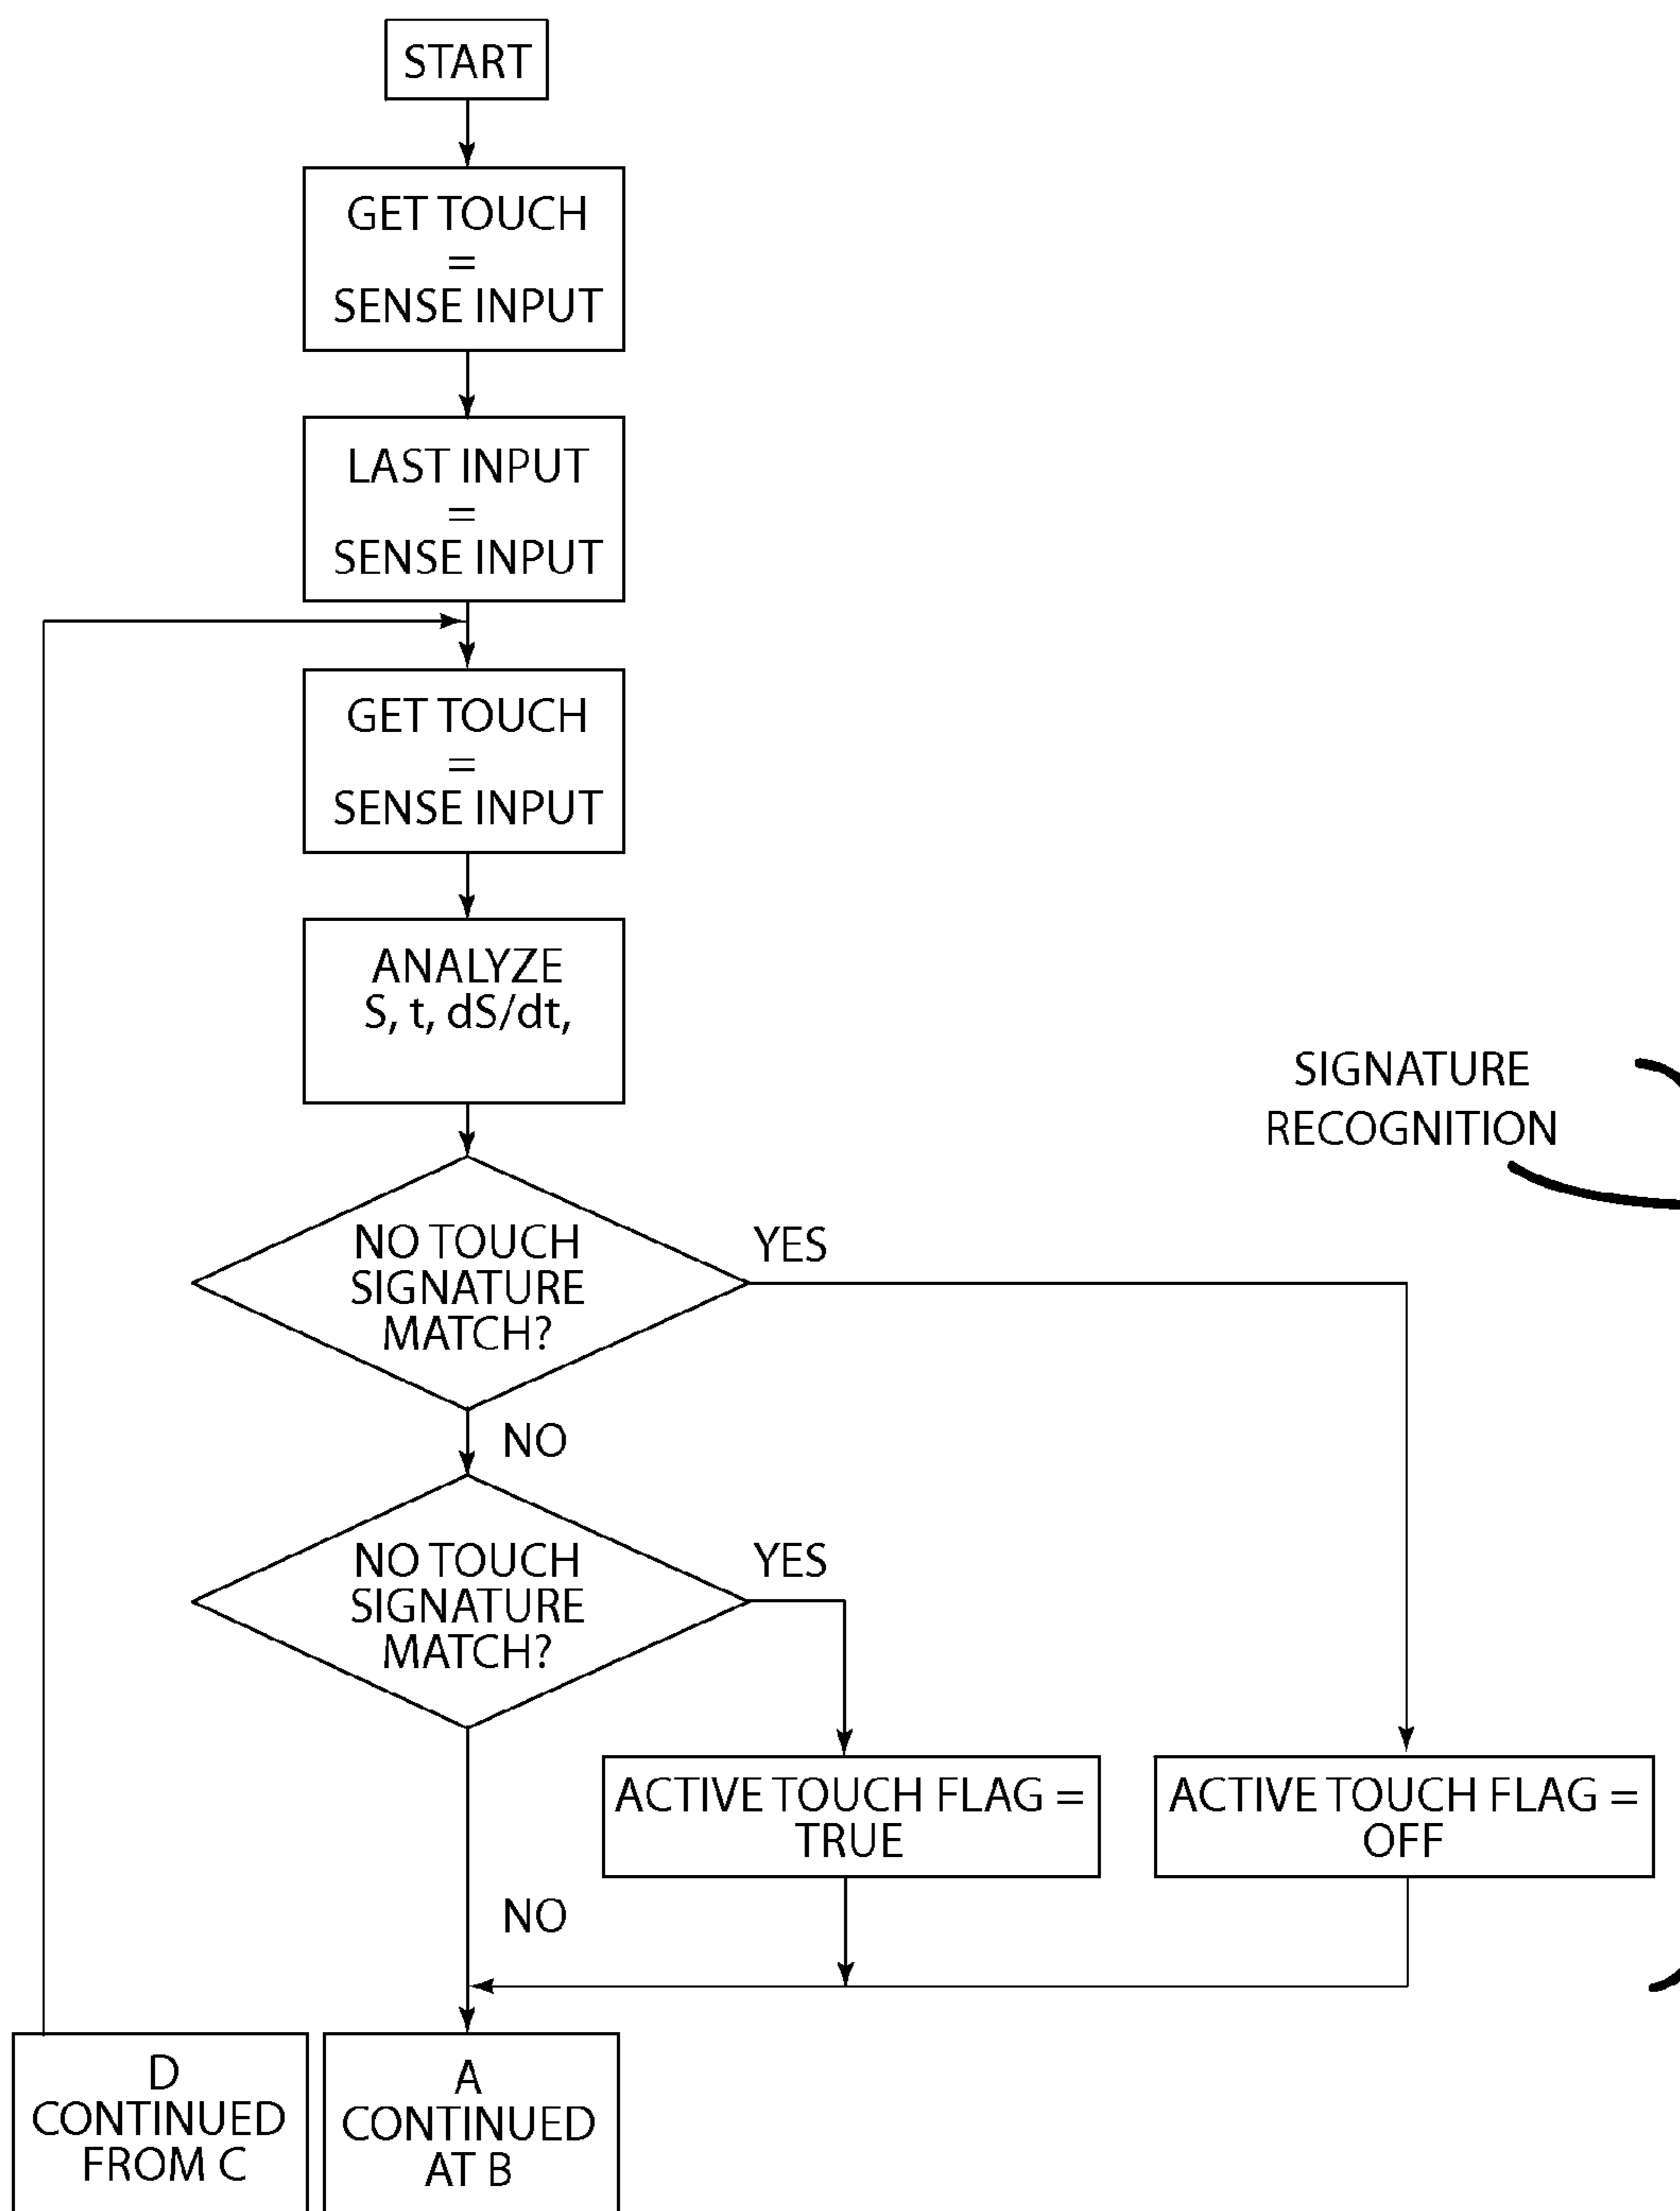 START
GET TOUCH
=
SENSE INPUT
LAST INPUT
=
SENSE INPUT
GET TOUCH
=
SENSE INPUT
ANALYZE
S, t, dS/dt,
SIGNATURE
RECOGNITION
NO TOUCH
SIGNATURE
MATCH?
YES
NO
NO TOUCH
SIGNATURE
MATCH?
YES
ACTIVE TOUCH FLAG =
TRUE
ACTIVE TOUCH FLAG =
OFF
NO
D
CONTINUED
FROM C
A
CONTINUED
AT B